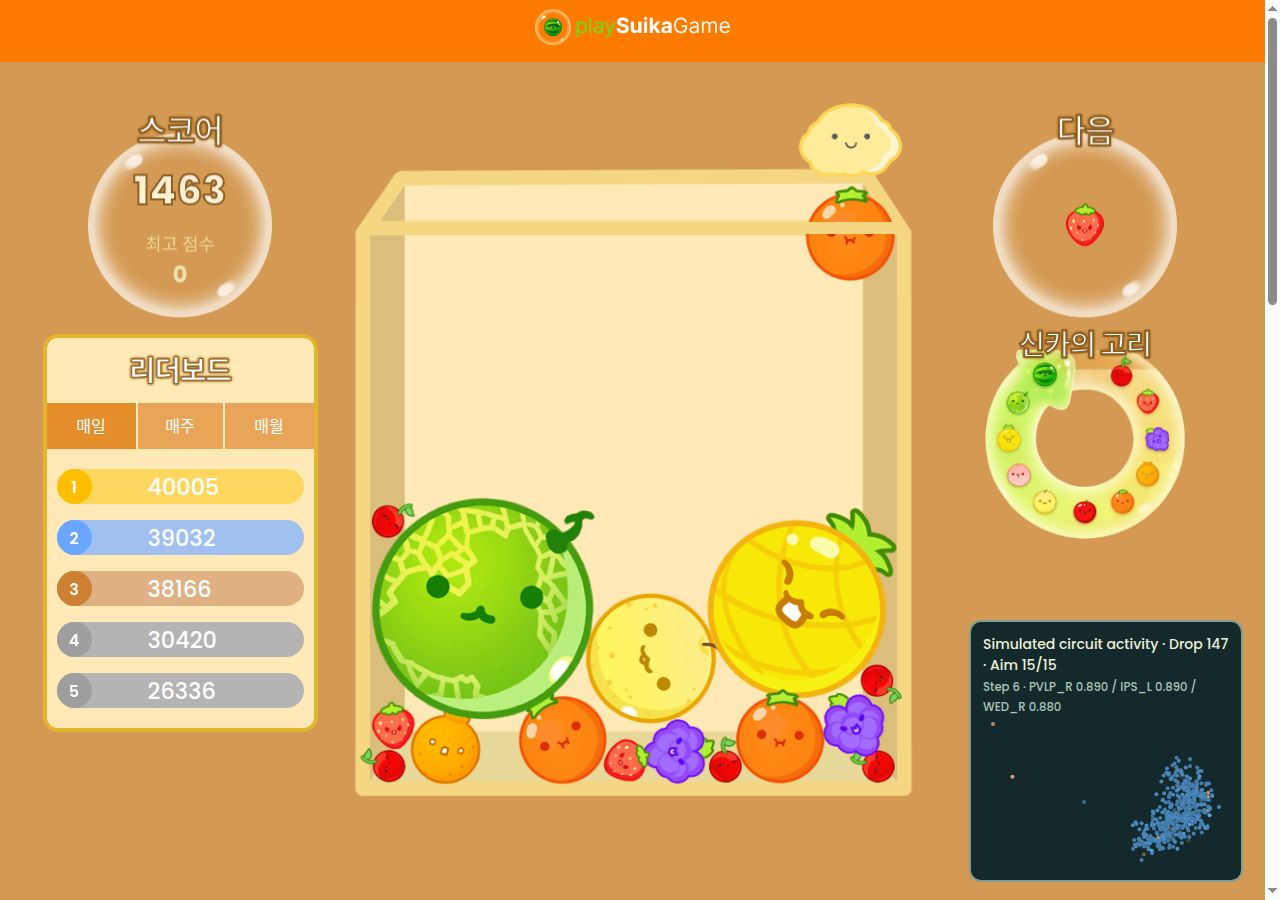 playSuikaGame
스코어
1463
최고 점수
0
다음
신카의 고리
리더보드
매일 매주 매월
1 40005
2 39032
3 38166
4 30420
5 26336
Simulated circuit activity · Drop 147
· Aim 15/15
Step 6 · PVLP_R 0.890 / IPS_L 0.890 /
WED_R 0.880